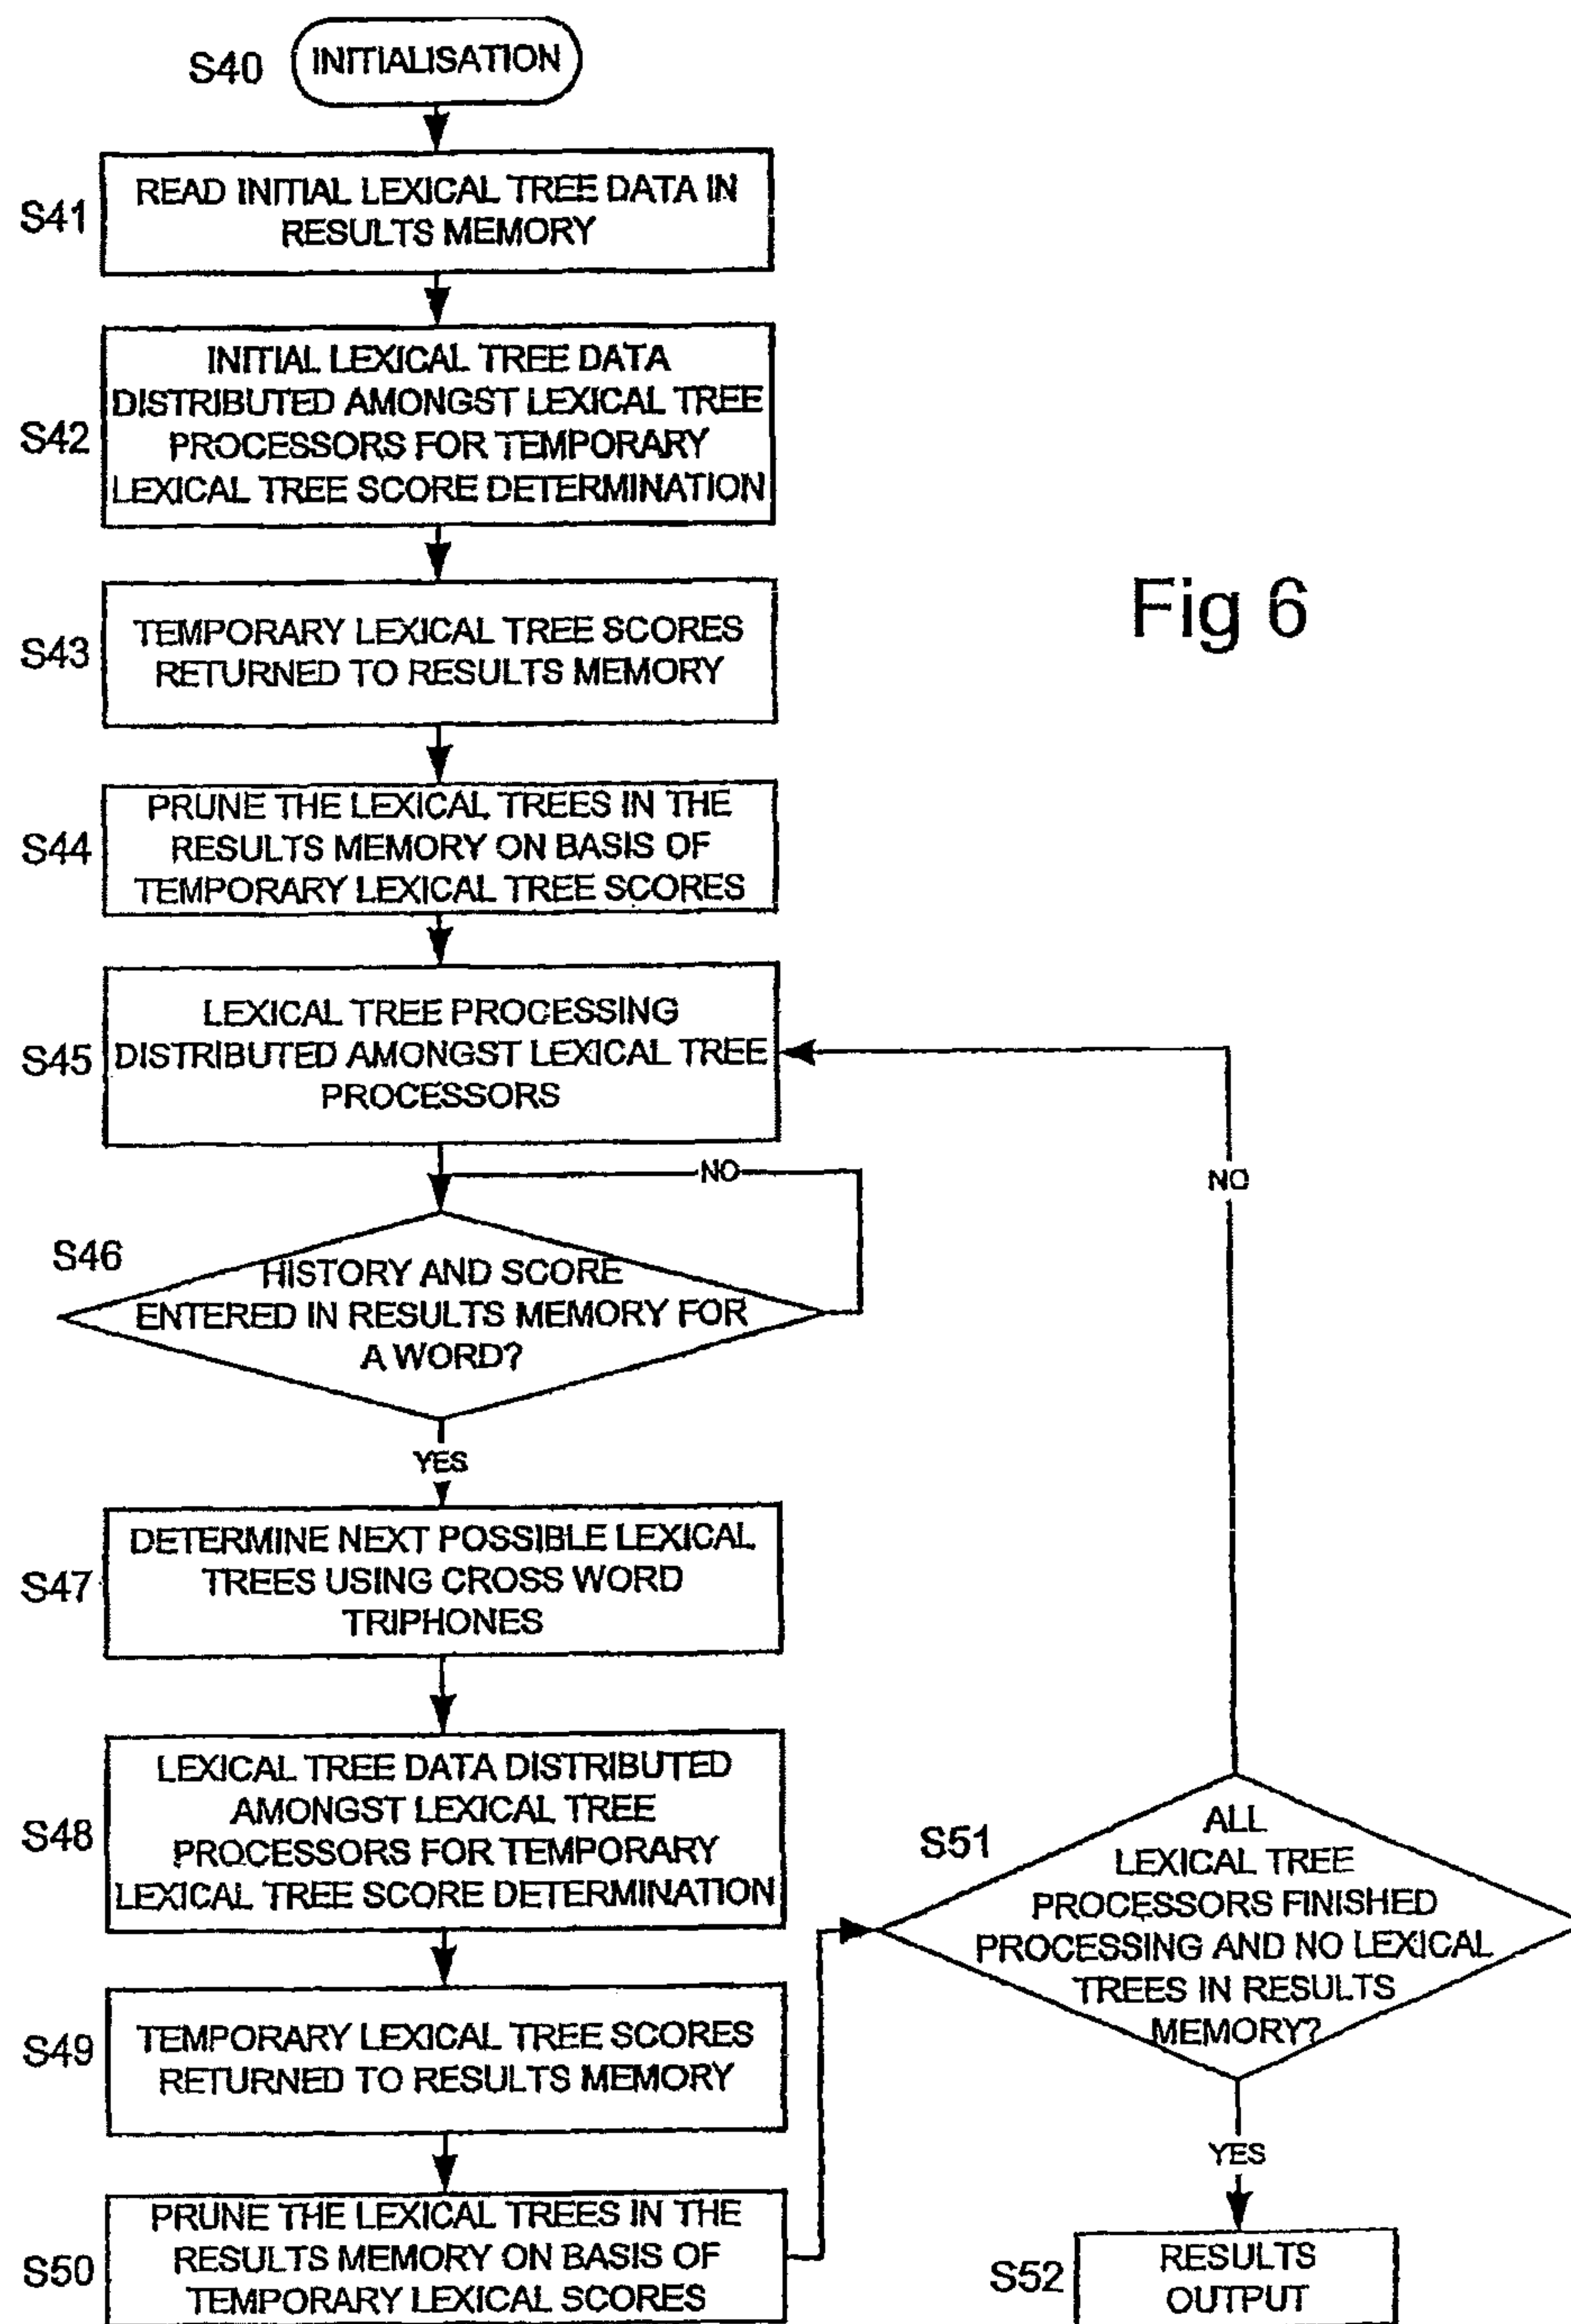 S40
INITIALISATION
S41
READ INITIAL LEXICAL TREE DATA IN
RESULTS MEMORY
S42
INITIAL LEXICAL TREE DATA
DISTRIBUTED AMONGST LEXICAL TREE
PROCESSORS FOR TEMPORARY
LEXICAL TREE SCORE DETERMINATION
Fig 6
S43
TEMPORARY LEXICAL TREE SCORES
RETURNED TO RESULTS MEMORY
S44
PRUNE THE LEXICAL TREES IN THE
RESULTS MEMORY ON BASIS OF
TEMPORARY LEXICAL TREE SCORES
S45
LEXICAL TREE PROCESSING
DISTRIBUTED AMONGST LEXICAL TREE
PROCESSORS
NO
NO
S46
HISTORY AND SCORE
ENTERED IN RESULTS MEMORY FOR
A WORD?
YES
S47
DETERMINE NEXT POSSIBLE LEXICAL
TREES USING CROSS WORD
TRIPHONES
S48
LEXICAL TREE DATA DISTRIBUTED
AMONGST LEXICAL TREE
PROCESSORS FOR TEMPORARY
LEXICAL TREE SCORE DETERMINATION
S49
TEMPORARY LEXICAL TREE SCORES
RETURNED TO RESULTS MEMORY
S50
PRUNE THE LEXICAL TREES IN THE
RESULTS MEMORY ON BASIS OF
TEMPORARY LEXICAL SCORES
S51
ALL
LEXICAL TREE
PROCESSORS FINISHED
PROCESSING AND NO LEXICAL
TREES IN RESULTS
MEMORY?
YES
S52
RESULTS
OUTPUT